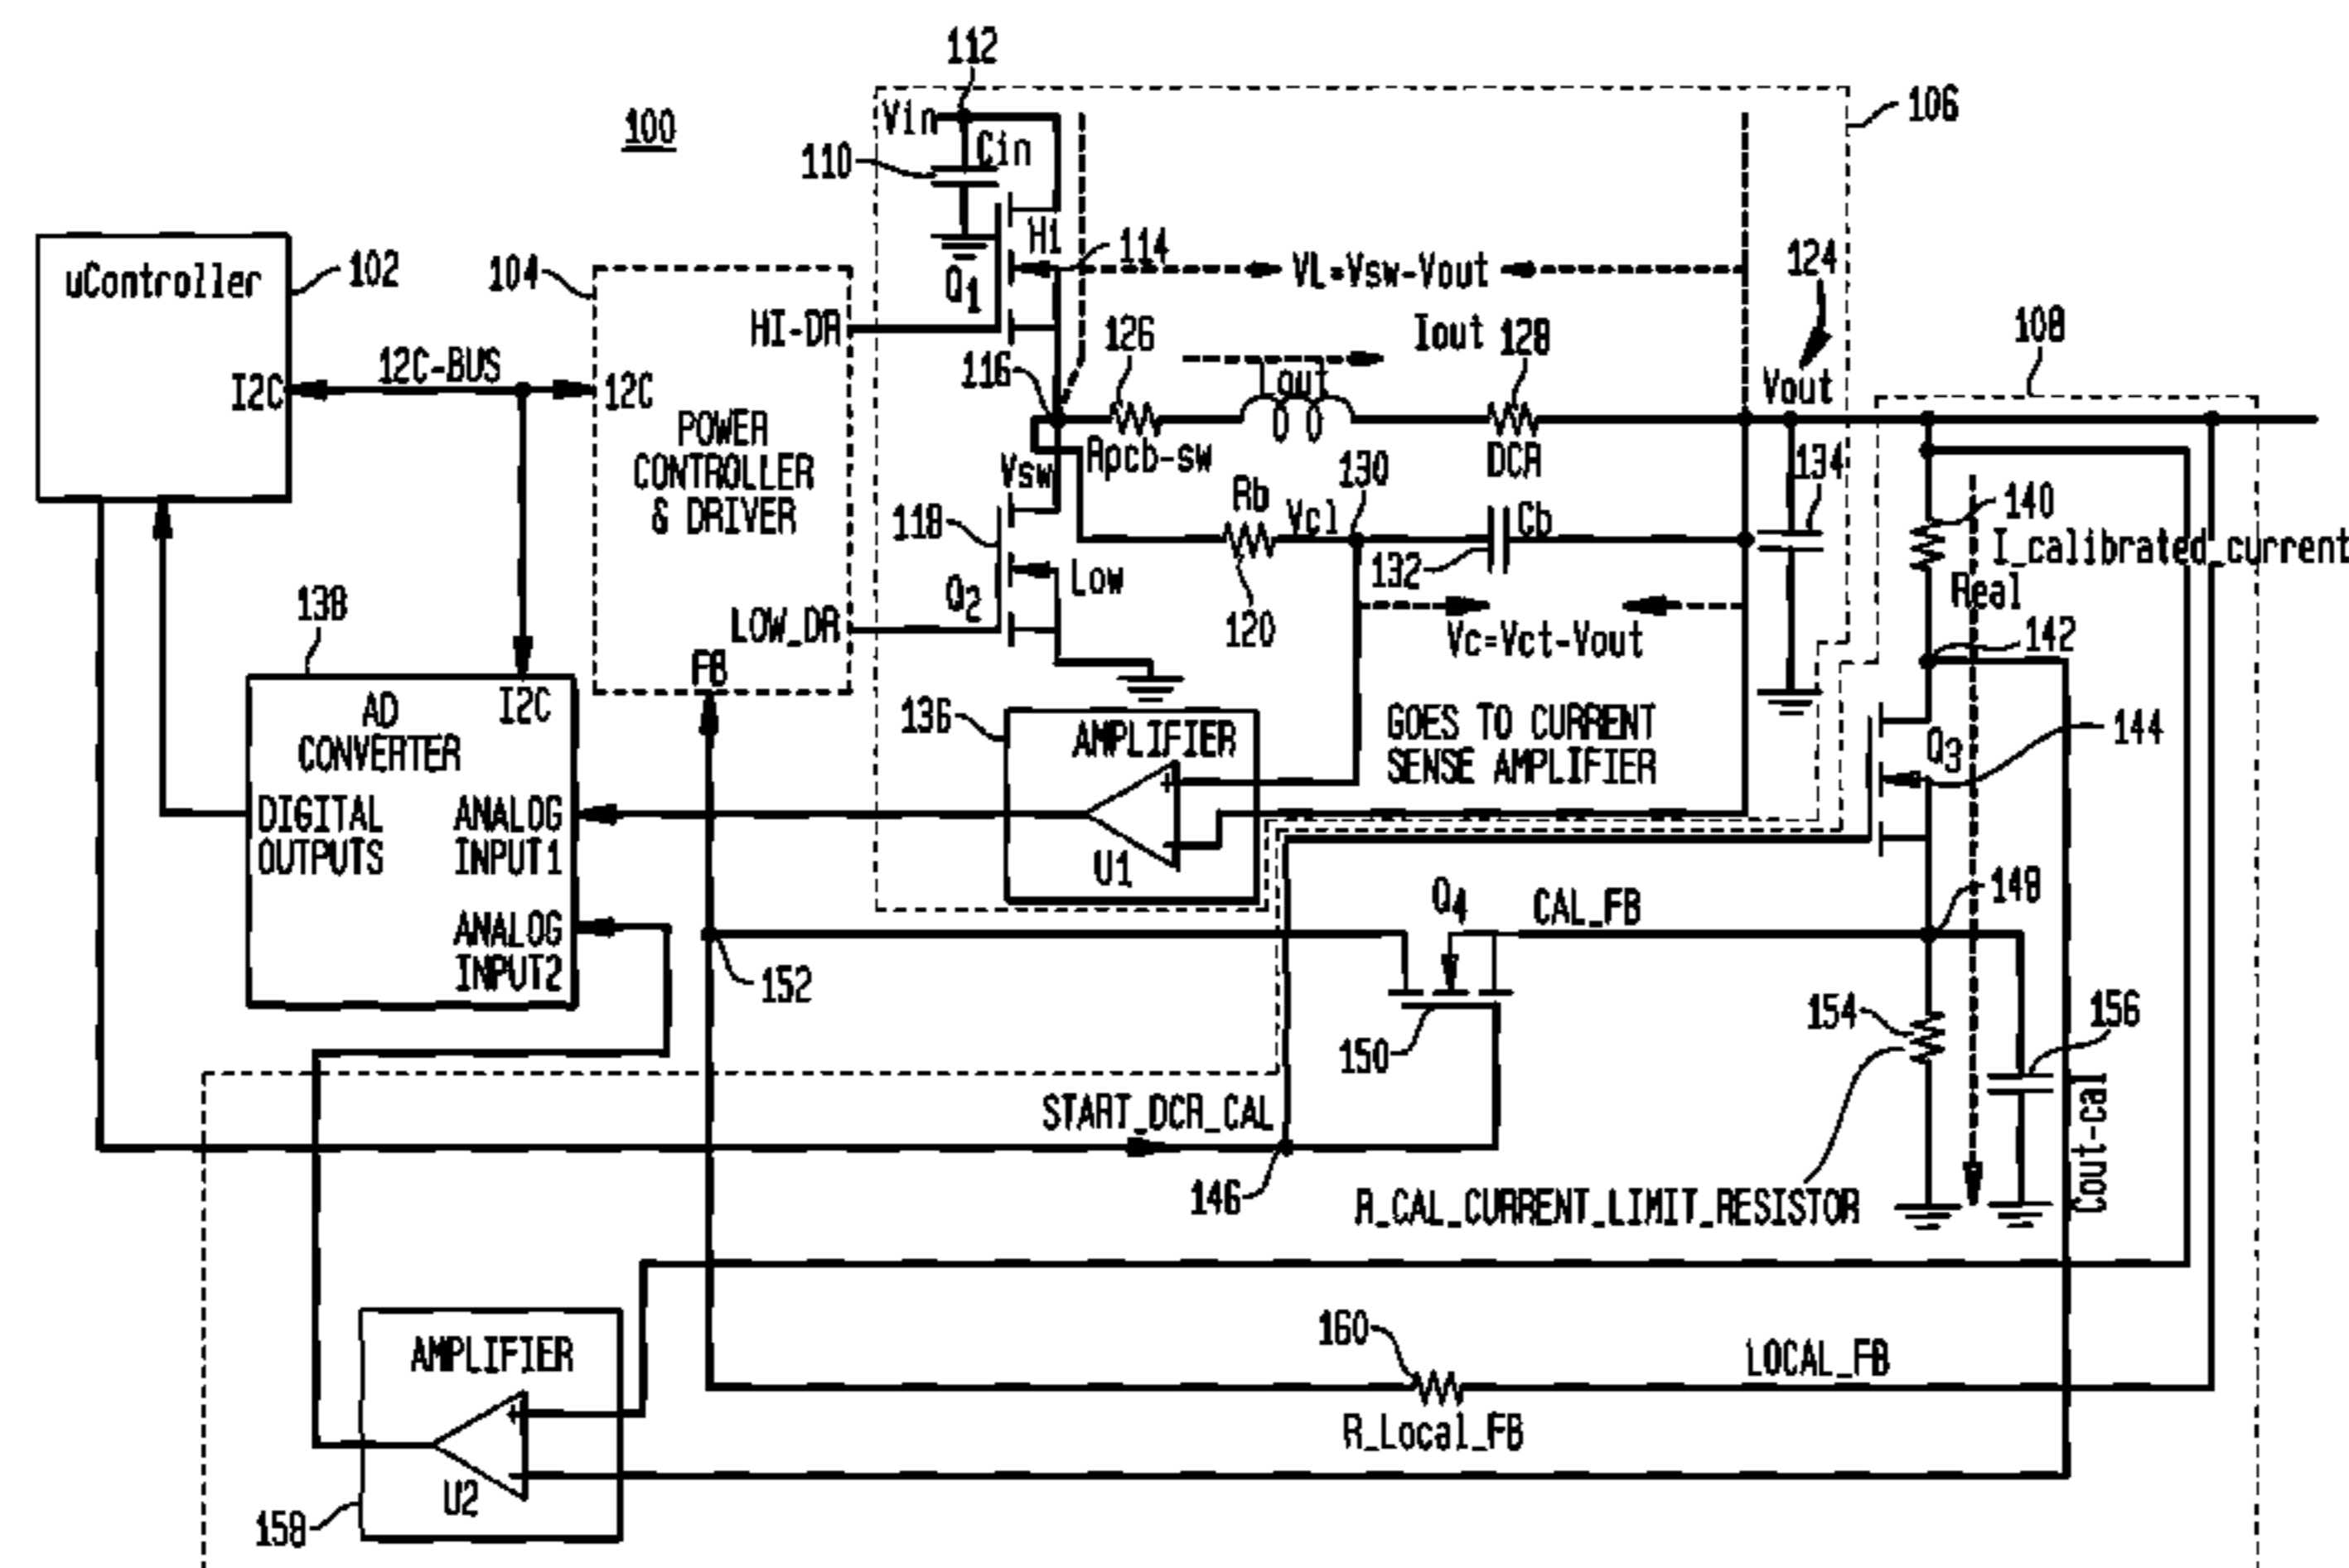 112
100
Vin
106
Cin
110
H1
114
VL=Vsw-Vout
124
uController
102
104
Q1
HI-DR
126
Iout
128
108
116
Lout
Vout
I2C
12C-BUS
12C
POWER
CONTROLLER
& DRIVER
Rpcb-sw
DCR
Vsw
130
134
140
118
Rb
Vcl
Cb
I_calibrated_current
Low
132
Real
138
Q2
120
LOW_DR
Vc=Vct-Vout
142
FB
I2C
AD
CONVERTER
136
AMPLIFIER
GOES TO CURRENT
SENSE AMPLIFIER
Q3
144
DIGITAL
OUTPUTS
ANALOG
INPUT1
+
-
U1
148
Q4
CAL_FB
ANALOG
INPUT2
152
154
156
150
START_DCR_CAL
Cout-cal
146
R_CAL_CURRENT_LIMIT_RESISTOR
160
LOCAL_FB
AMPLIFIER
+
R_Local_FB
-
U2
158